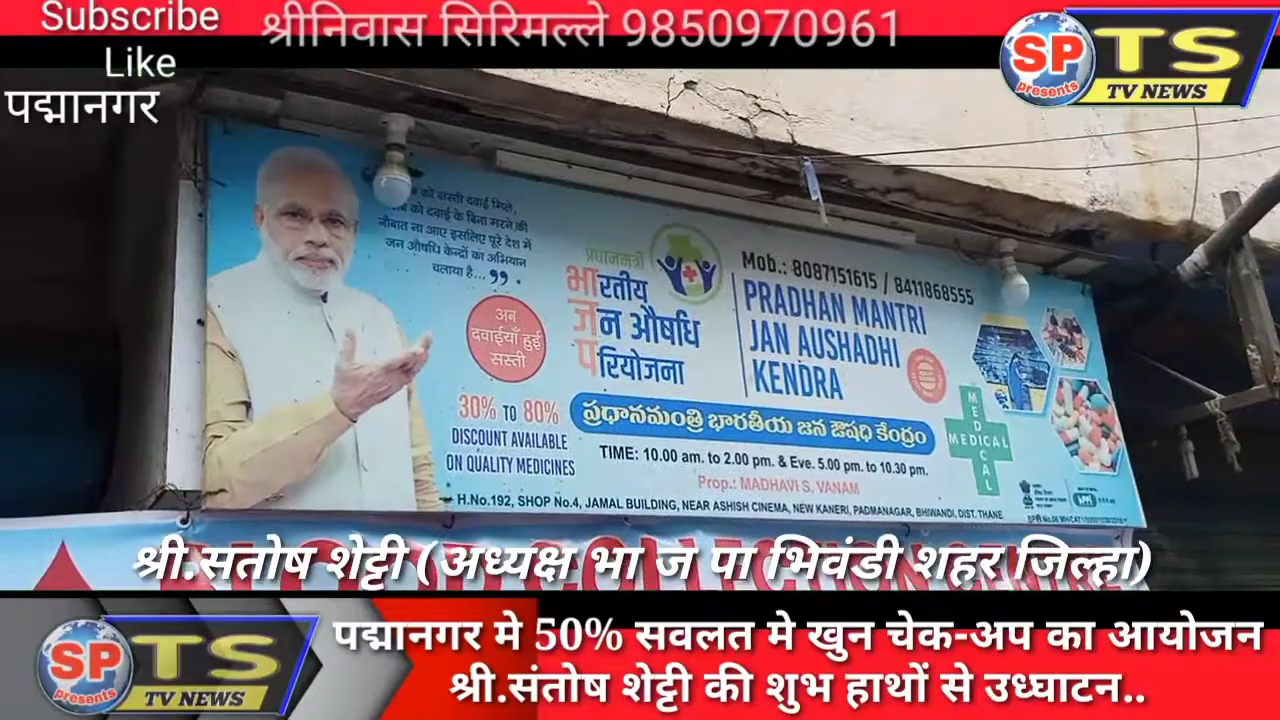 Subscribe
Like
पद्मानगर
श्रीनिवास सिरिमल्ले 9850970961
SP presents
TS
TV NEWS
को सस्ती दवाई मिले,
को दवाई के बिना मरने की
नौबत ना आए इसलिए पूरे देश में
जन औषधि केन्द्रों का अभियान
चलाया है... ”.
अब
दवाईयाँ हुई
सस्ती
30% TO 80%
DISCOUNT AVAILABLE
ON QUALITY MEDICINES
प्रधानमंत्री
भारतीय
जन औषधि
परियोजना
Mob.: 8087151615 / 8411868555
PRADHAN MANTRI
JAN AUSHADHI
KENDRA
ప్రధానమంత్రి భారతీయ జన ఔషధి కేంద్రం
TIME: 10.00 am. to 2.00 pm. & Eve. 5.00 pm. to 10.30 pm.
Prop.: MADHAVI S. VANAM
H.No.192, SHOP No.4, JAMAL BUILDING, NEAR ASHISH CINEMA, NEW KANERI, PADMANAGAR, BHIWANDI, DIST. THANE
MEDICAL
MEDICAL
श्री.सतोष शेट्टी (अध्यक्ष भा ज पा भिवंडी शहर जिल्हा)
SP presents
TS
TV NEWS
पद्मानगर मे 50% सवलत मे खुन चेक-अप का आयोजन
श्री.संतोष शेट्टी की शुभ हाथों से उध्घाटन..